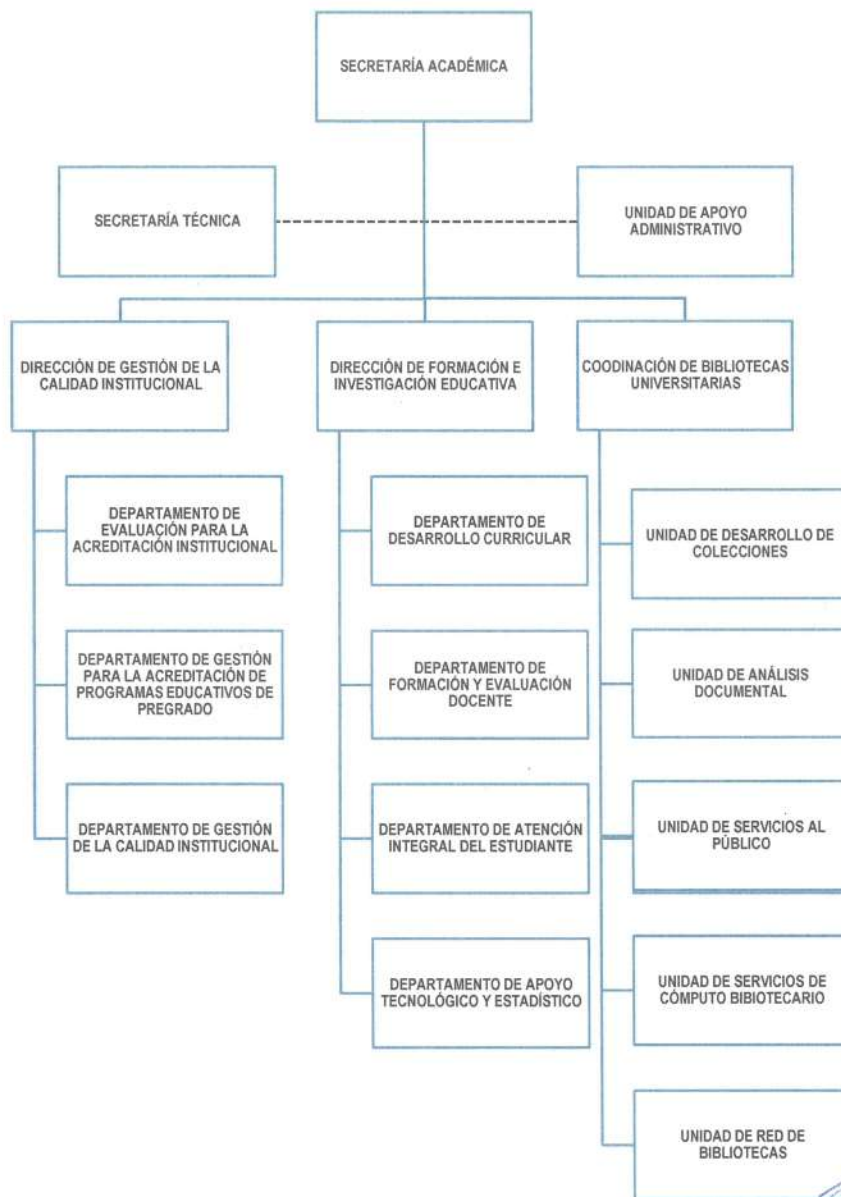 SECRETARÍA ACADÉMICA
SECRETARÍA TÉCNICA
UNIDAD DE APOYO
ADMINISTRATIVO
DIRECCIÓN DE GESTIÓN DE LA
CALIDAD INSTITUCIONAL
DIRECCIÓN DE FORMACIÓN E
INVESTIGACIÓN EDUCATIVA
COODINACIÓN DE BIBLIOTECAS
UNIVERSITARIAS
DEPARTAMENTO DE
EVALUACIÓN PARA LA
ACREDITACIÓN INSTITUCIONAL
DEPARTAMENTO DE GESTIÓN
PARA LA ACREDITACIÓN DE
PROGRAMAS EDUCATIVOS DE
PREGRADO
DEPARTAMENTO DE GESTIÓN
DE LA CALIDAD INSTITUCIONAL
DEPARTAMENTO DE
DESARROLLO CURRICULAR
DEPARTAMENTO DE
FORMACIÓN Y EVALUACIÓN
DOCENTE
DEPARTAMENTO DE ATENCIÓN
INTEGRAL DEL ESTUDIANTE
DEPARTAMENTO DE APOYO
TECNOLÓGICO Y ESTADÍSTICO
UNIDAD DE DESARROLLO DE
COLECCIONES
UNIDAD DE ANÁLISIS
DOCUMENTAL
UNIDAD DE SERVICIOS AL
PÚBLICO
UNIDAD DE SERVICIOS DE
CÓMPUTO BIBIOTECARIO
UNIDAD DE RED DE
BIBLIOTECAS